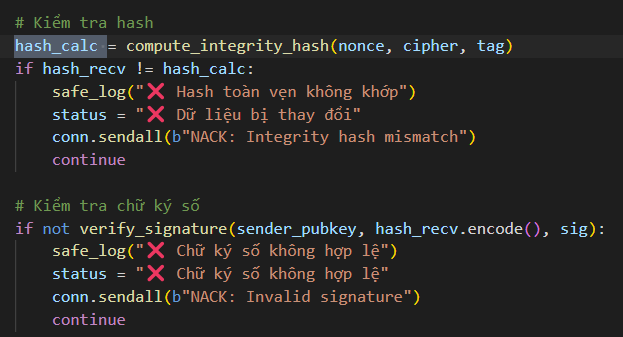 # Kiểm tra hash
hash_calc = compute_integrity_hash(nonce, cipher, tag)
if hash_recv != hash_calc:
    safe_log("❌ Hash toàn vẹn không khớp")
    status = "❌ Dữ liệu bị thay đổi"
    conn.sendall(b"NACK: Integrity hash mismatch")
    continue

# Kiểm tra chữ ký số
if not verify_signature(sender_pubkey, hash_recv.encode(), sig):
    safe_log("❌ Chữ ký số không hợp lệ")
    status = "❌ Chữ ký số không hợp lệ"
    conn.sendall(b"NACK: Invalid signature")
    continue